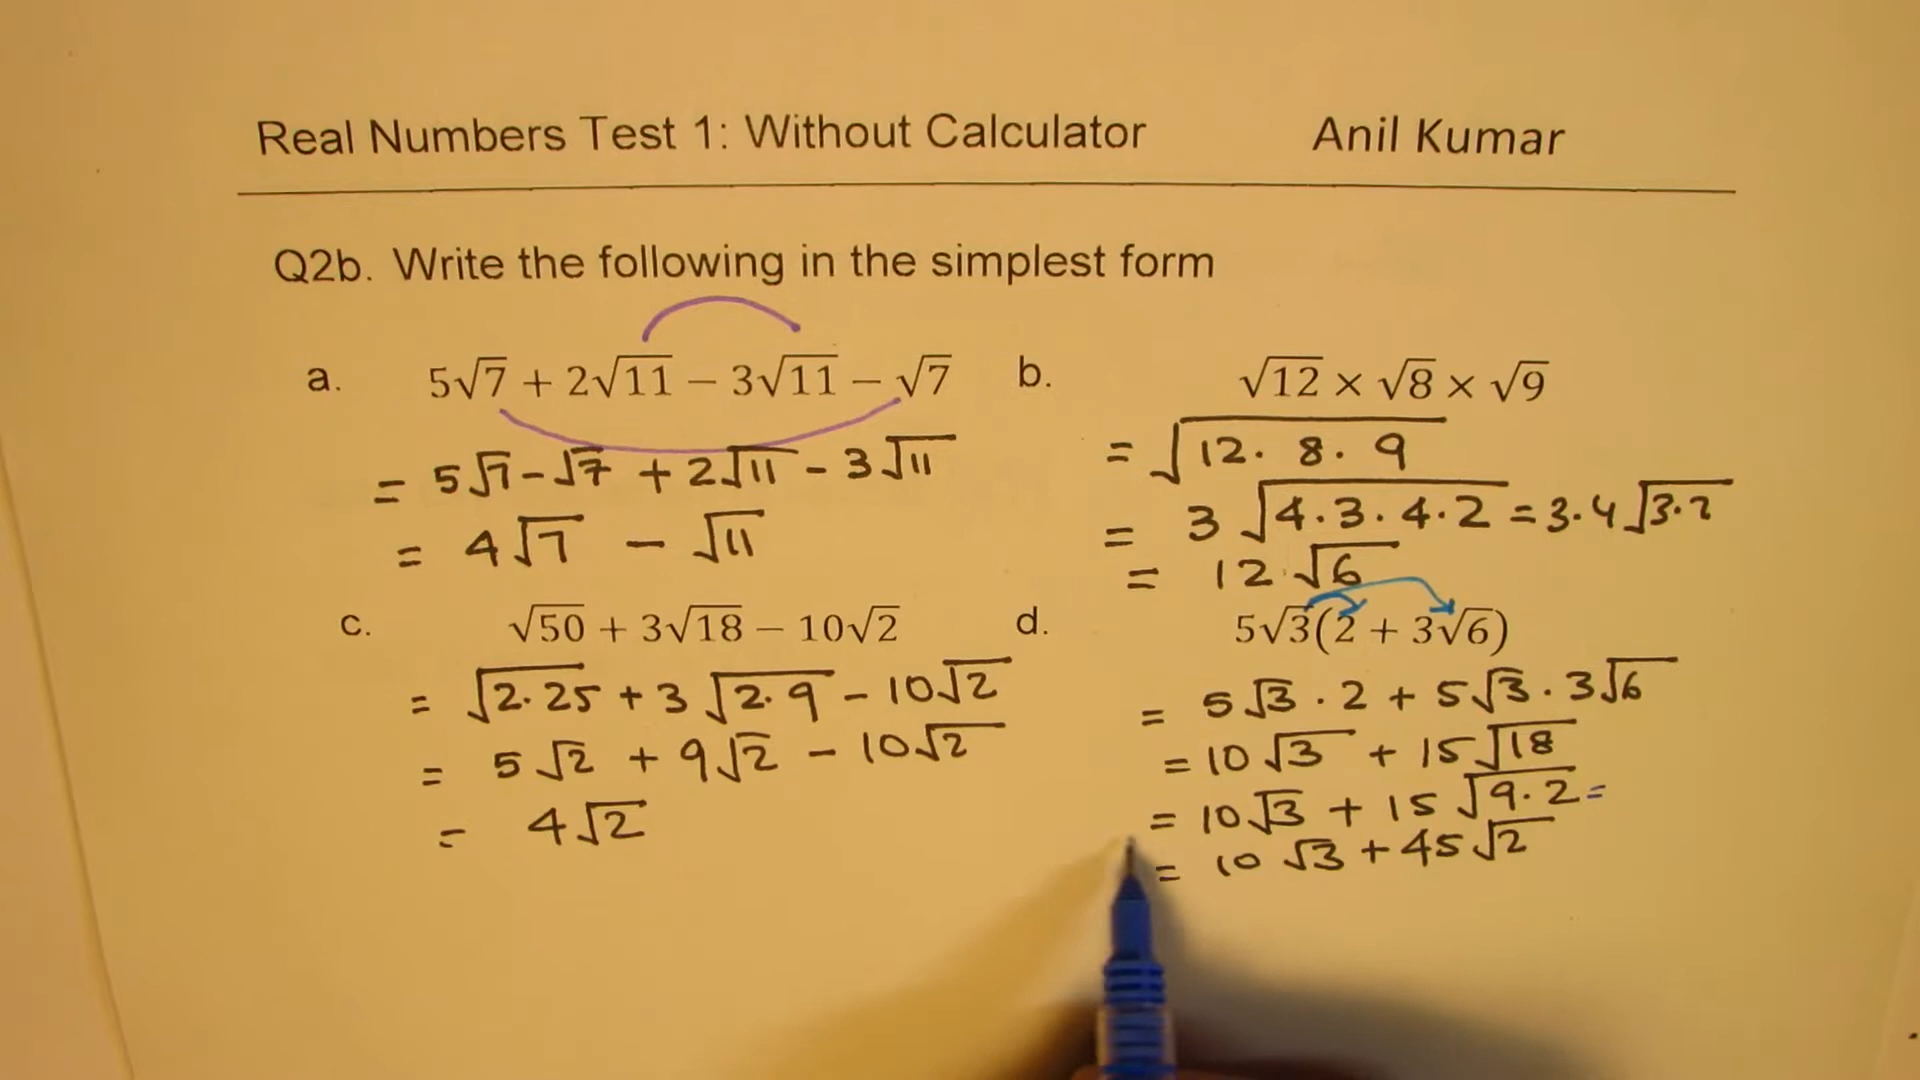 Real Numbers Test 1: Without Calculator Anil Kumar
Q2b. Write the following in the simplest form
a. 5√7 + 2√11 − 3√11 − √7
= 5√7 - √7 + 2√11 - 3√11
= 4√7 - √11
b. √12 × √8 × √9
= √12. 8. 9
= 3 √4.3.4.2 = 3.4√3.2
= 12 √6
c. √50 + 3√18 − 10√2
= √2.25 + 3 √2.9 - 10√2
= 5√2 + 9√2 - 10√2
= 4√2
d. 5√3(2 + 3√6)
= 5√3 . 2 + 5√3 . 3√6
= 10√3 + 15√18
= 10√3 + 15 √9.2 =
= 10 √3 + 45 √2